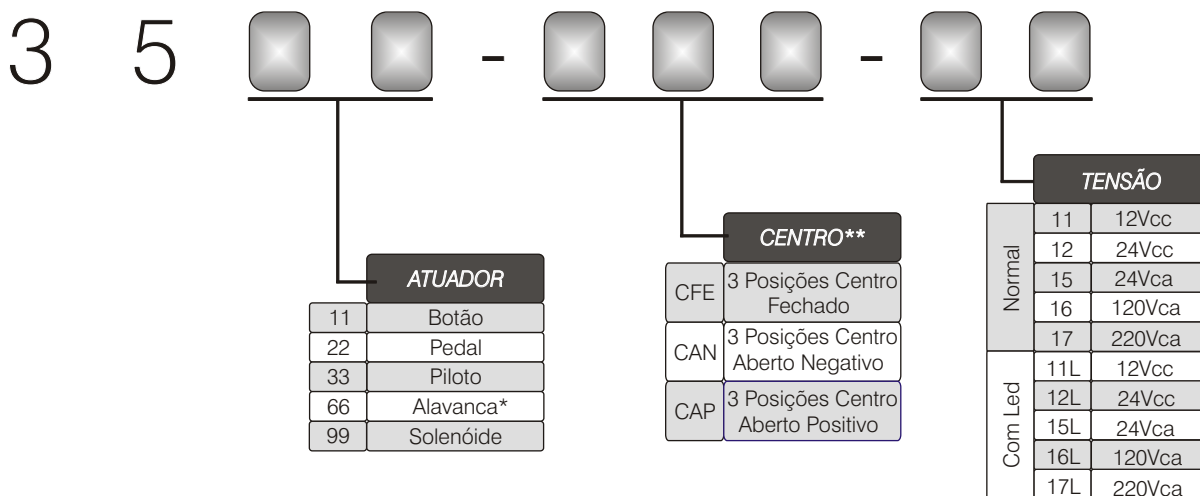 3 5 - -
ATUADOR
11 Botão
22 Pedal
33 Piloto
66 Alavanca*
99 Solenóide
CENTRO**
CFE 3 Posições Centro
Fechado
CAN 3 Posições Centro
Aberto Negativo
CAP 3 Posições Centro
Aberto Positivo
TENSÃO
Normal
11 12Vcc
12 24Vcc
15 24Vca
16 120Vca
17 220Vca
Com Led
11L 12Vcc
12L 24Vcc
15L 24Vca
16L 120Vca
17L 220Vca